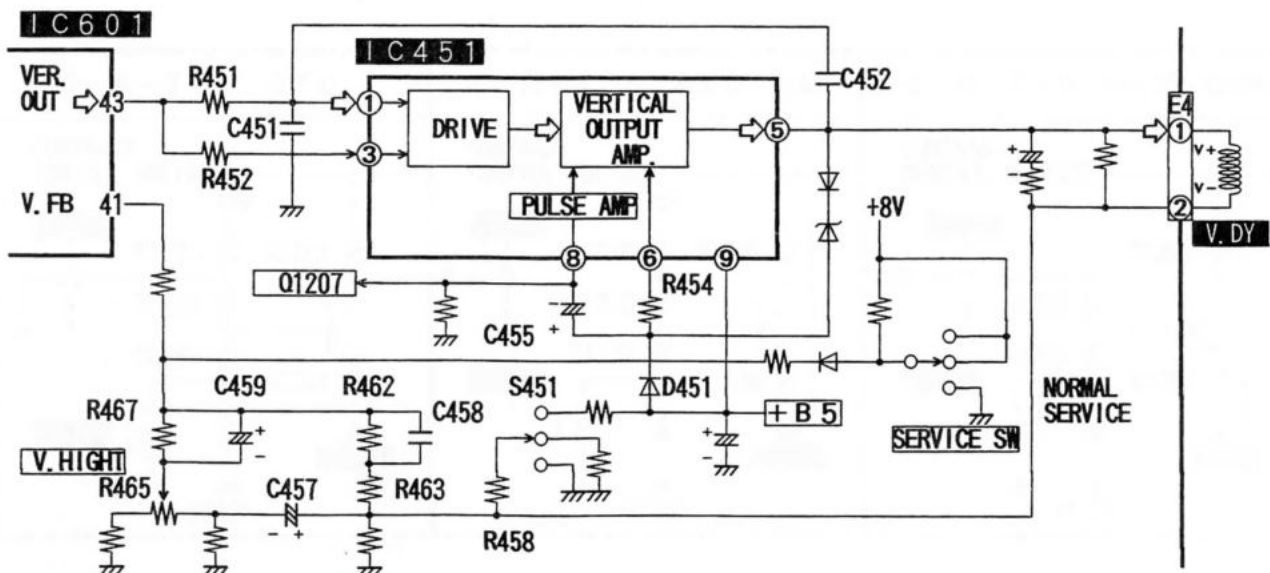 IC601
IC451
VER.
OUT
43
R451
C451
R452
1
3
DRIVE
VERTICAL
OUTPUT
AMP.
5
C452
E4
1
V+
V-
2
V.DY
V.FB
41
PULSE AMP
8
6
9
+8V
Q1207
R454
C455
-
+
C459
+
-
R462
C458
S451
D451
+B5
+
-
NORMAL
SERVICE
SERVICE SW
R467
V.HIGHT
R465
C457
- +
R463
R458
+
-